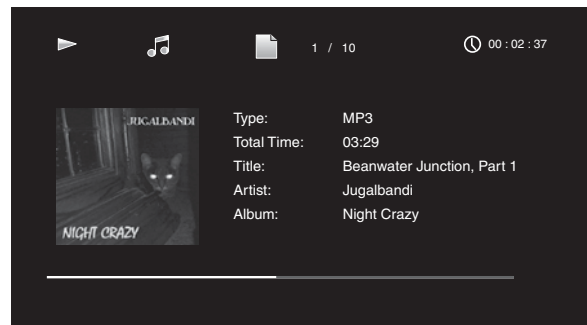 1 / 10
00 : 02 : 37
JUGALBANDI
NIGHT CRAZY
Type: MP3
Total Time: 03:29
Title: Beanwater Junction, Part 1
Artist: Jugalbandi
Album: Night Crazy